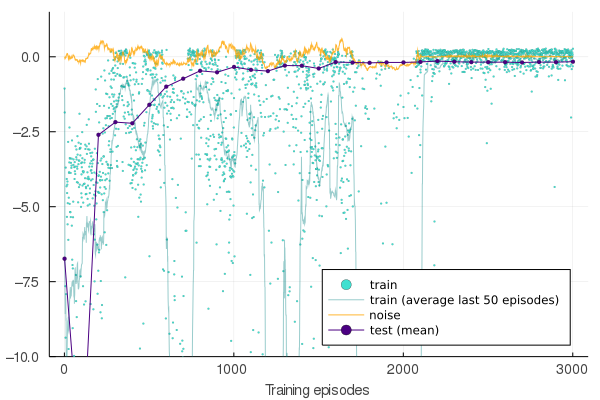 0.0
−2.5
−5.0
−7.5
−10.0
0
1000
2000
3000
Training episodes
train
train (average last 50 episodes)
noise
test (mean)